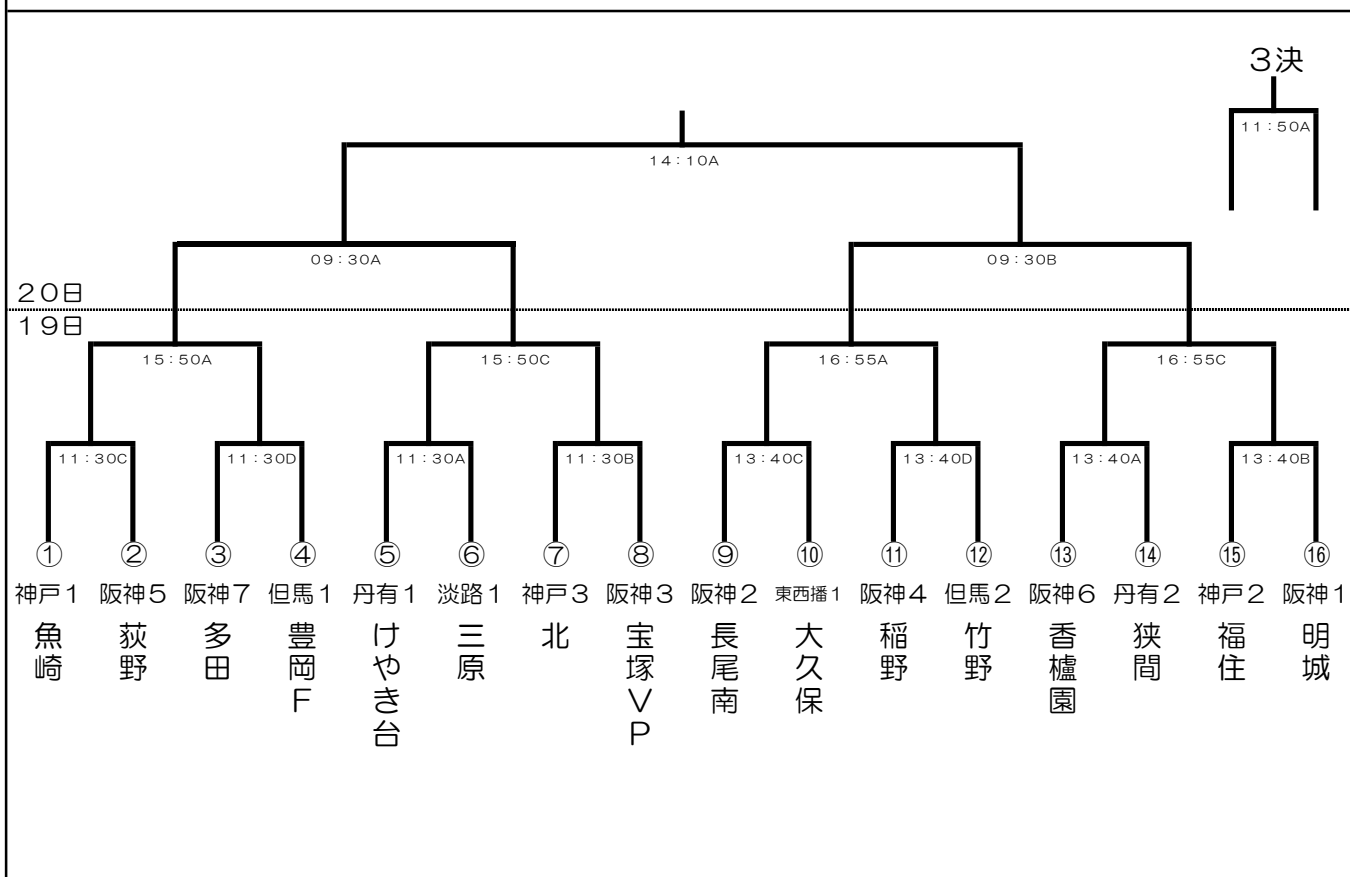 3決
11:50A
14:10A
09:30A
09:30B
20日
19日
15:50A
15:50C
16:55A
16:55C
11:30C
11:30D
11:30A
11:30B
13:40C
13:40D
13:40A
13:40B
① ② ③ ④ ⑤ ⑥ ⑦ ⑧ ⑨ ⑩ ⑪ ⑫ ⑬ ⑭ ⑮ ⑯
神戸1 阪神5 阪神7 但馬1 丹有1 淡路1 神戸3 阪神3 阪神2 東西播1 阪神4 但馬2 阪神6 丹有2 神戸2 阪神1
魚崎
荻野
多田
豊岡F
けやき台
三原
北
宝塚VP
長尾南
大久保
稲野
竹野
香櫨園
狭間
福住
明城